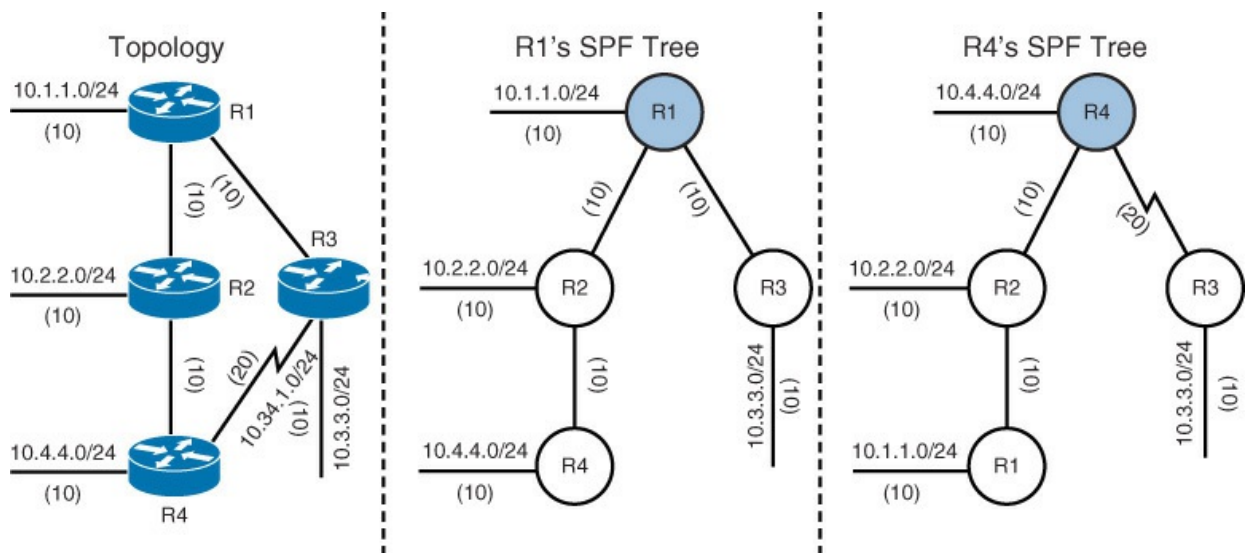 Topology
10.1.1.0/24
(10)
R1
(10)
(10)
R3
10.2.2.0/24
(10)
R2
(10)
(20)
10.34.1.0/24
(10)
10.3.3.0/24
10.4.4.0/24
(10)
R4
R1's SPF Tree
10.1.1.0/24
(10)
R1
(10)
(10)
10.2.2.0/24
(10)
R2
R3
(10)
10.3.3.0/24
(10)
10.4.4.0/24
(10)
R4
R4's SPF Tree
10.4.4.0/24
(10)
R4
(10)
(20)
10.2.2.0/24
(10)
R2
R3
(10)
10.3.3.0/24
(10)
10.1.1.0/24
(10)
R1